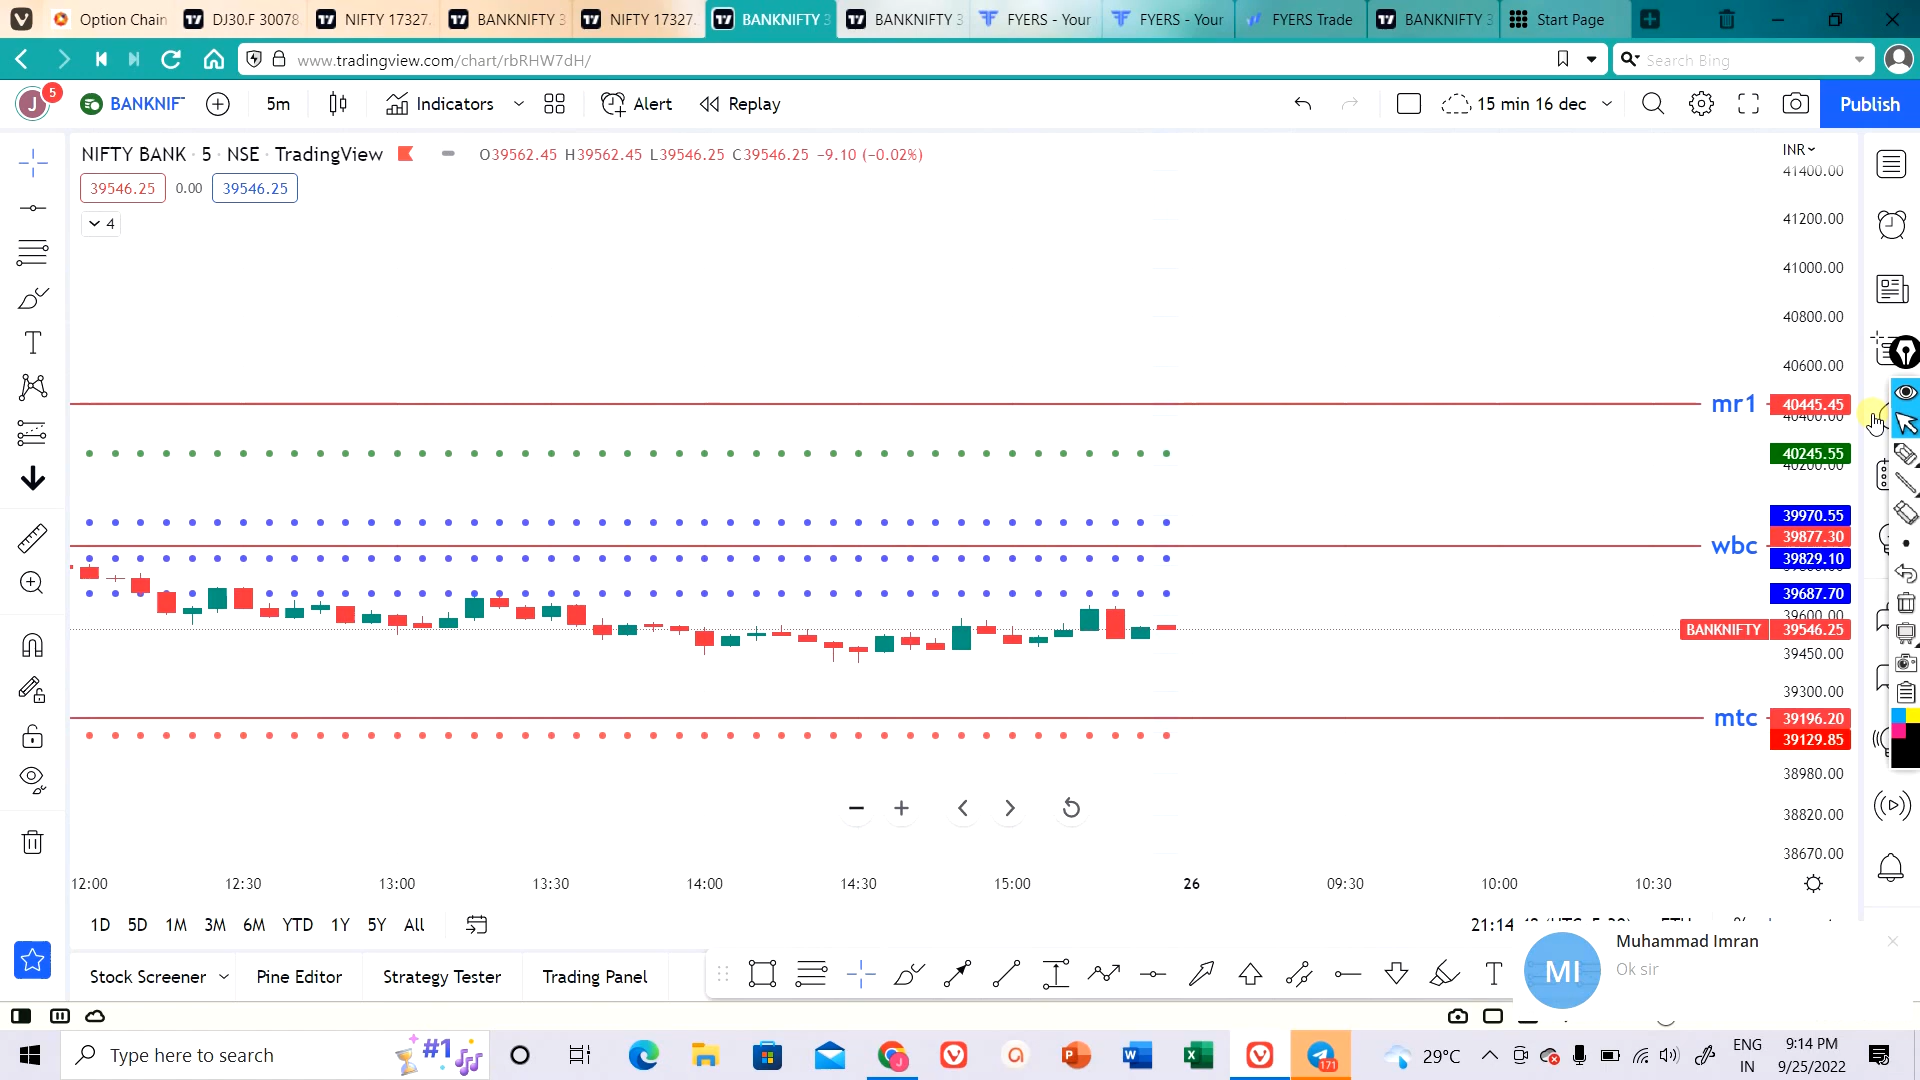 Option Chain
DJ30.F 30078
NIFTY 17327.
BANKNIFTY 3
NIFTY 17327.
BANKNIFTY 3
BANKNIFTY 3
FYERS - Your
FYERS - Your
FYERS Trade
BANKNIFTY 3
Start Page
www.tradingview.com/chart/rbRHW7dH/
Search Bing
J
5
BANKNIF
5m
Indicators
Alert
Replay
15 min 16 dec
Publish
NIFTY BANK · 5 · NSE · TradingView
O39562.45 H39562.45 L39546.25 C39546.25 −9.10 (−0.02%)
INR
39546.25
0.00
39546.25
4
41400.00
41200.00
41000.00
40800.00
40600.00
mr1
40445.45
40245.55
40200.00
39970.55
wbc
39877.30
39829.10
39687.70
39600.00
BANKNIFTY
39546.25
39450.00
39300.00
mtc
39196.20
39129.85
38980.00
38820.00
38670.00
12:00
12:30
13:00
13:30
14:00
14:30
15:00
26
09:30
10:00
10:30
1D
5D
1M
3M
6M
YTD
1Y
5Y
All
21:14
Muhammad Imran
MI
Ok sir
Stock Screener
Pine Editor
Strategy Tester
Trading Panel
Type here to search
#1
171
29°C
ENG
IN
9:14 PM
9/25/2022